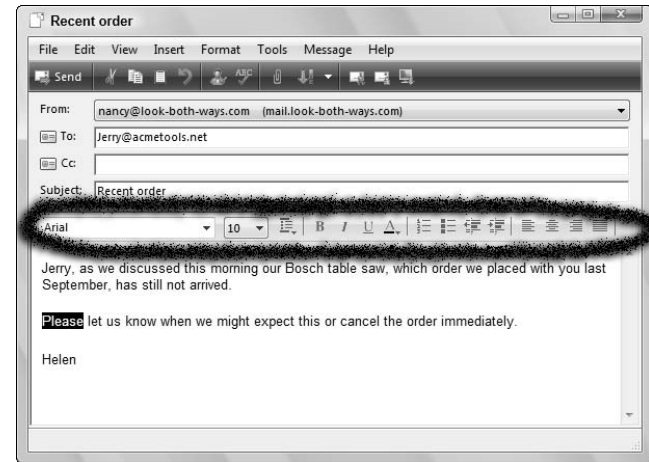 Recent order
File Edit View Insert Format Tools Message Help
Send ABC
From: nancy@look-both-ways.com (mail.look-both-ways.com)
To: Jerry@acmetools.net
Cc:
Subject: Recent order
Arial 10 B I U A
Jerry, as we discussed this morning our Bosch table saw, which order we placed with you last
September, has still not arrived.
Please let us know when we might expect this or cancel the order immediately.
Helen